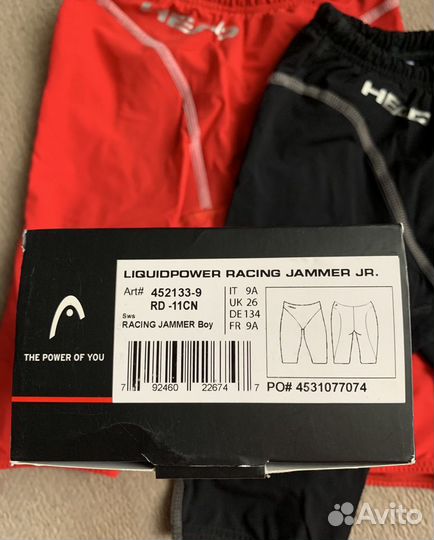 HEAD
HEAD
LIQUIDPOWER RACING JAMMER JR.
Art# 452133-9
RD -11CN
Sws
RACING JAMMER Boy
IT 9A
UK 26
DE 134
FR 9A
THE POWER OF YOU
7 92460 22674 7
PO# 4531077074
Avito